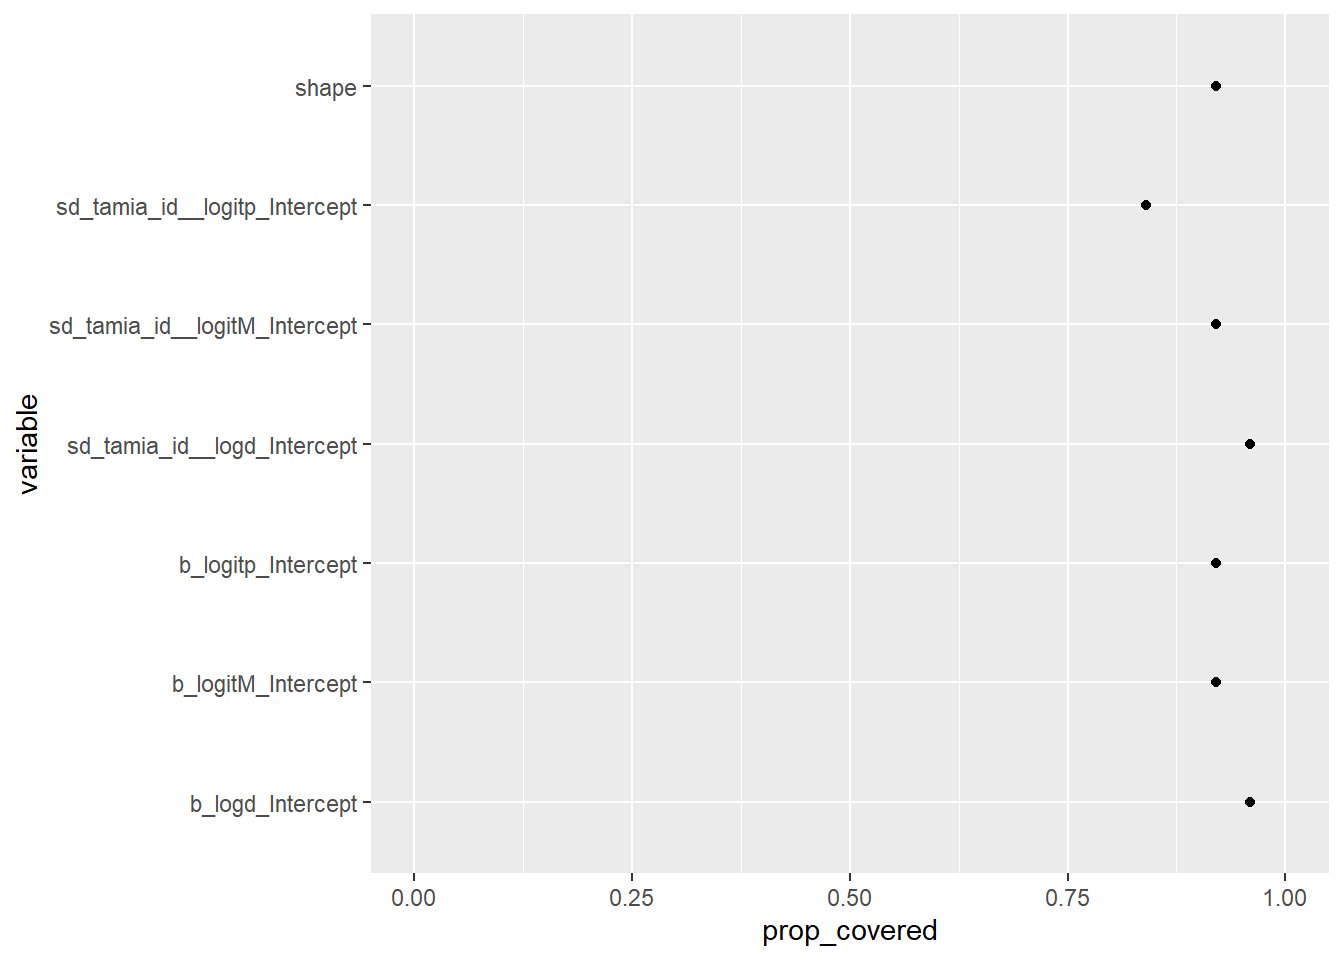 shape
sd_tamia_id__logitp_Intercept
sd_tamia_id__logitM_Intercept
sd_tamia_id__logd_Intercept
b_logitp_Intercept
b_logitM_Intercept
b_logd_Intercept
variable
0.00 0.25 0.50 0.75 1.00
prop_covered